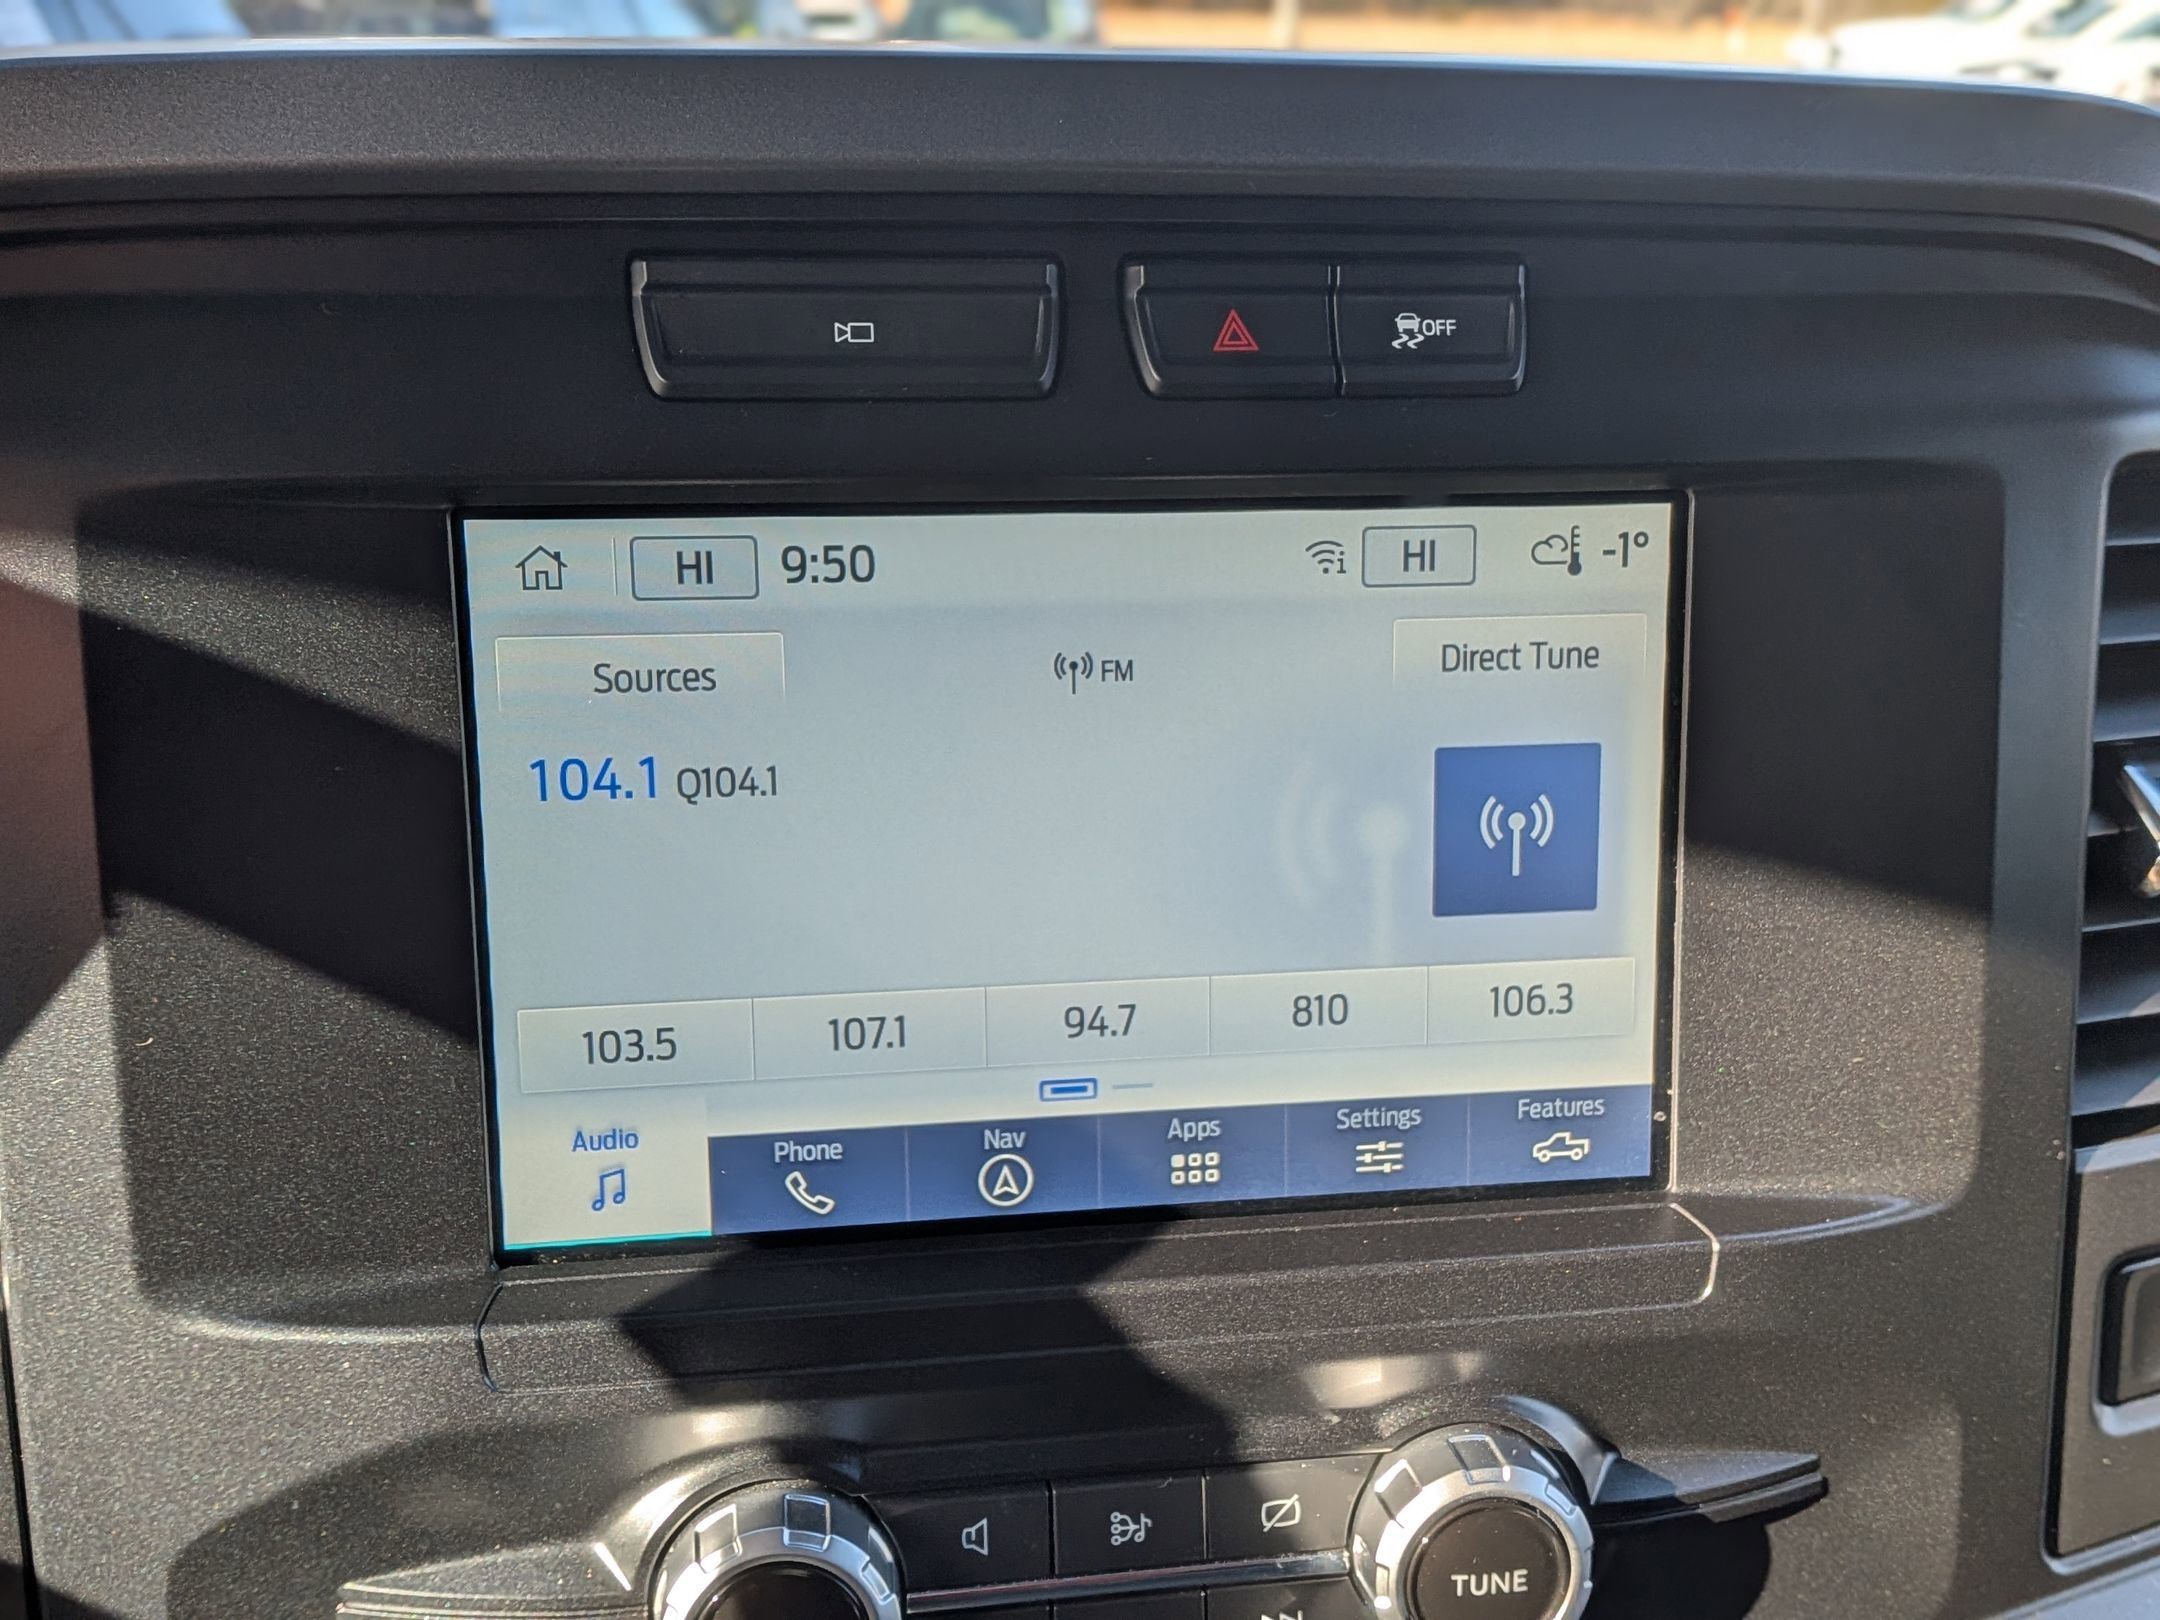 OFF
HI 9:50 HI -1°
Sources FM Direct Tune
104.1 Q104.1
103.5 107.1 94.7 810 106.3
Audio Phone Nav Apps Settings Features
TUNE